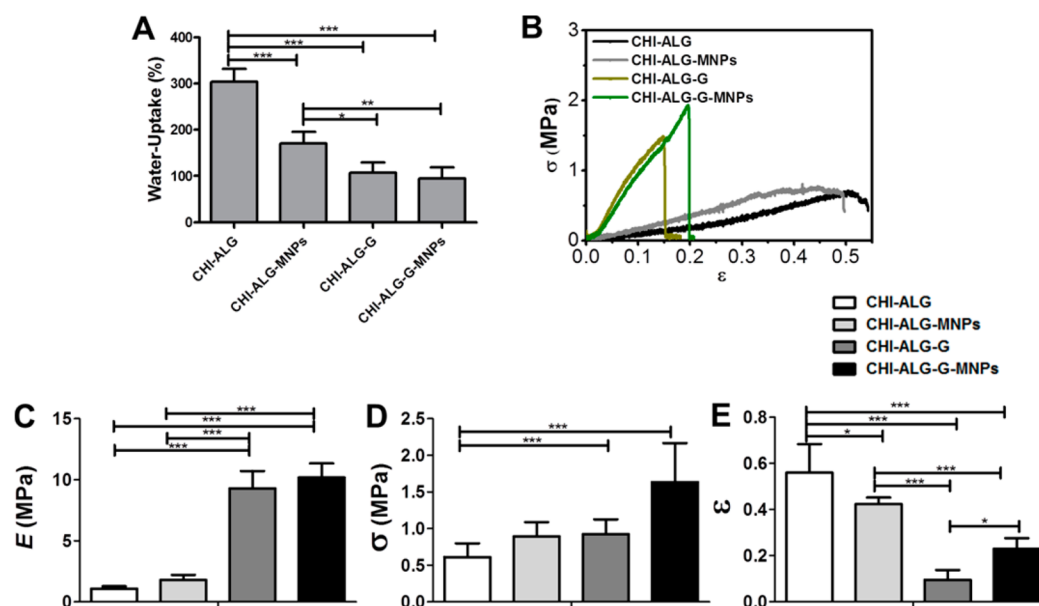 A
Water-Uptake (%)
400
300
200
100
0
***
***
***
**
*
CHI-ALG
CHI-ALG-MNPs
CHI-ALG-G
CHI-ALG-G-MNPs
B
σ (MPa)
3
2
1
0
CHI-ALG
CHI-ALG-MNPs
CHI-ALG-G
CHI-ALG-G-MNPs
0.0 0.1 0.2 0.3 0.4 0.5
ε
CHI-ALG
CHI-ALG-MNPs
CHI-ALG-G
CHI-ALG-G-MNPs
C
E (MPa)
15
10
5
0
***
***
***
***
D
σ (MPa)
2.5
2.0
1.5
1.0
0.5
0.0
***
***
E
ε
0.8
0.6
0.4
0.2
0.0
***
***
*
***
***
*